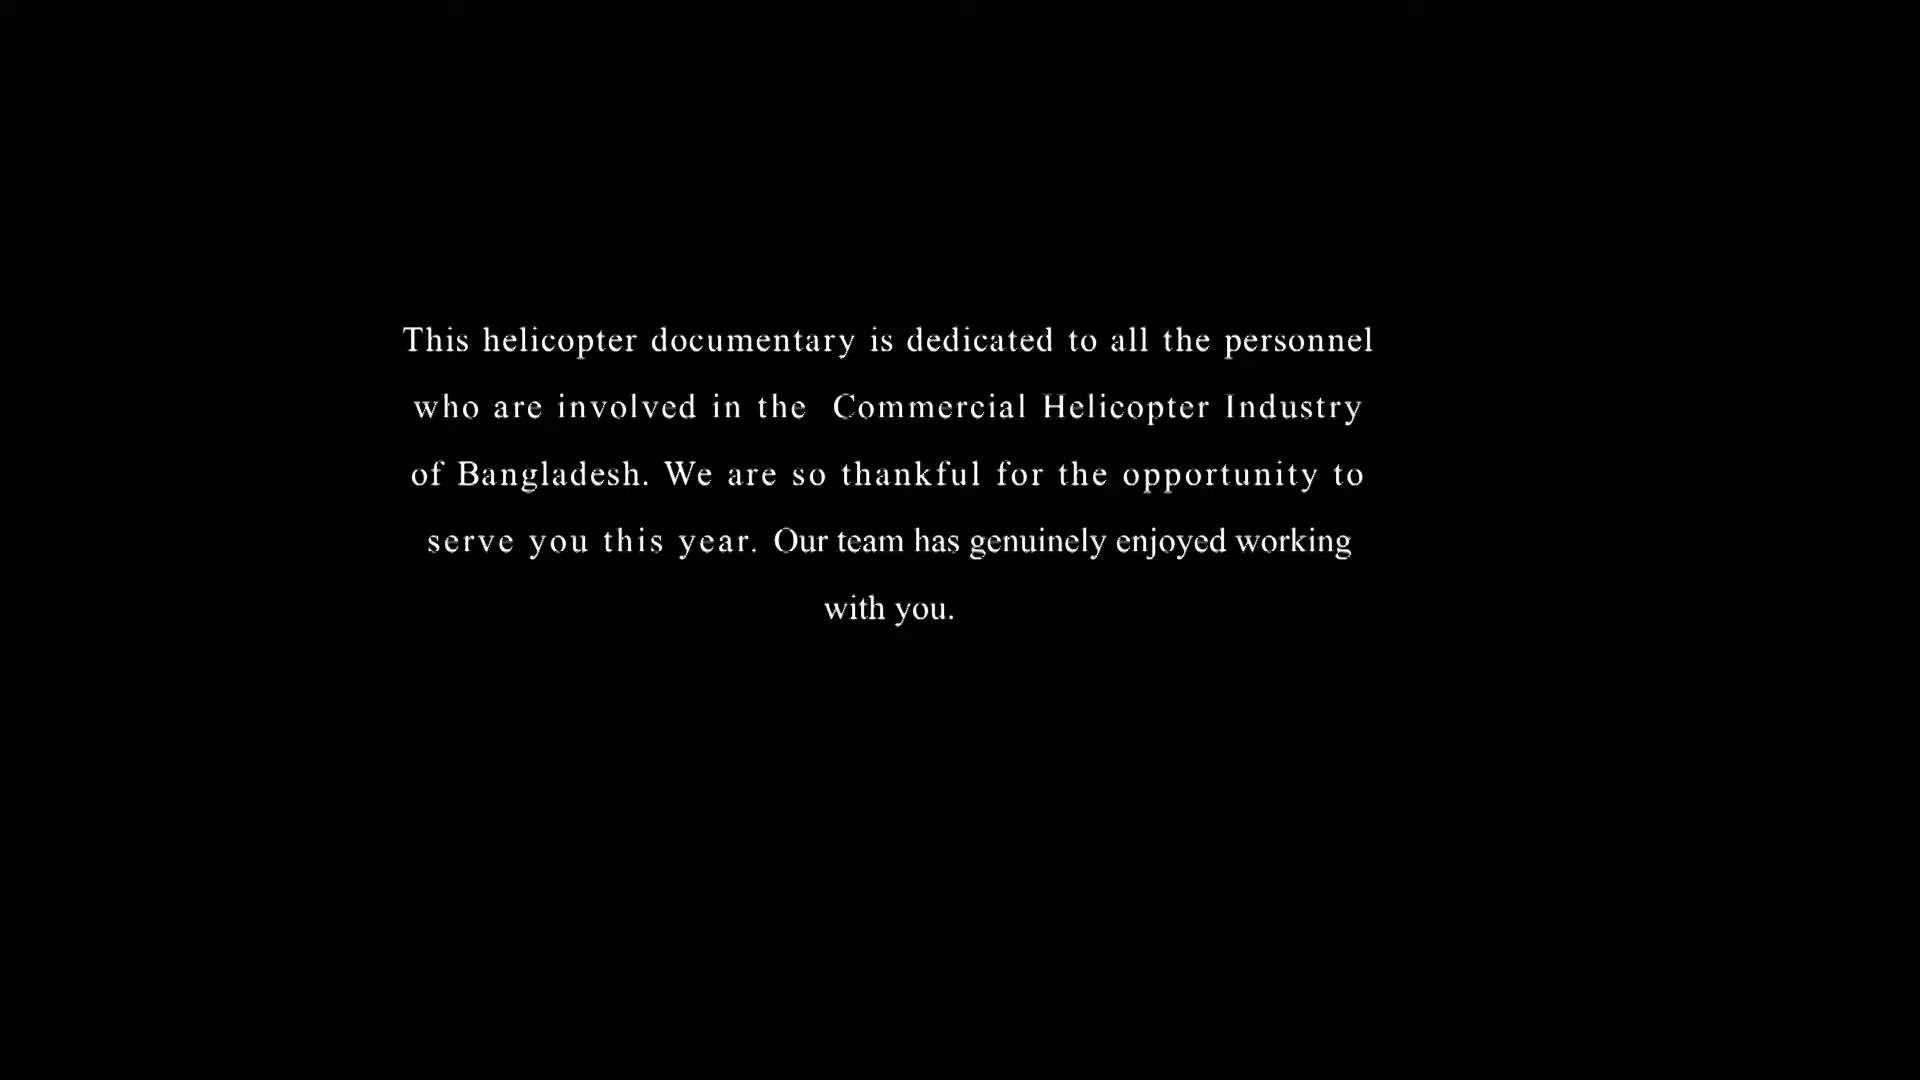 This helicopter documentary is dedicated to all the personnel
who are involved in the  Commercial Helicopter Industry
of Bangladesh. We are so thankful for the opportunity to
serve you this year. Our team has genuinely enjoyed working
with you.